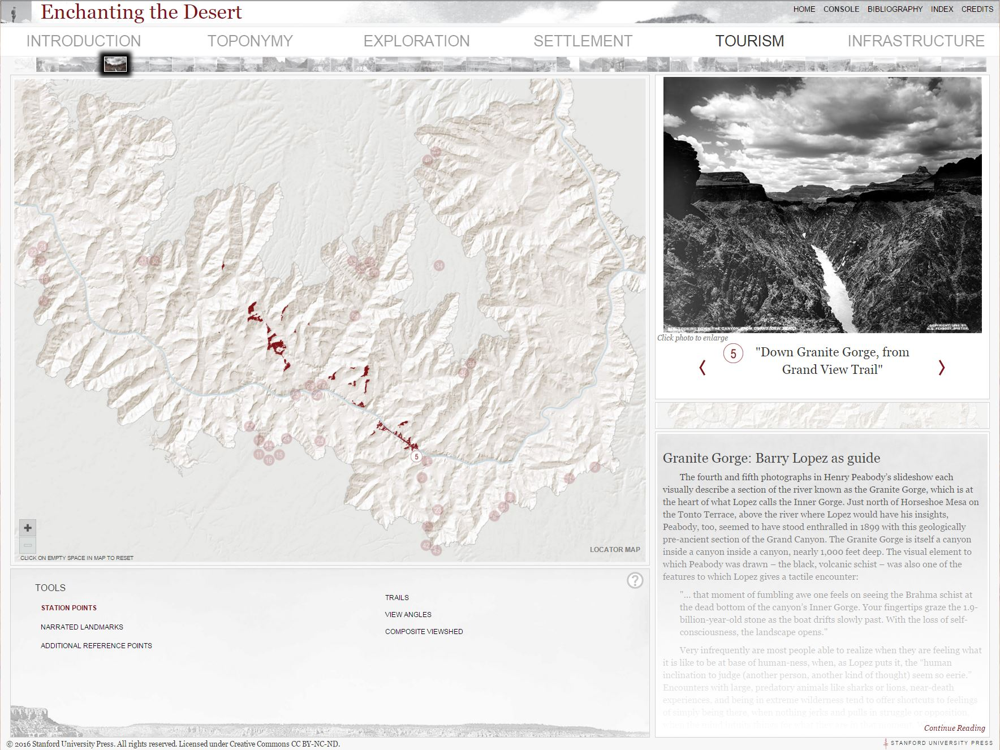 Enchanting the Desert
HOME CONSOLE BIBLIOGRAPHY INDEX CREDITS
INTRODUCTION TOPONYMY EXPLORATION SETTLEMENT TOURISM INFRASTRUCTURE
34
24
25
11
15
16
5
3
7
23
42
LOCATOR MAP
CLICK ON EMPTY SPACE IN MAP TO RESET
LOOKING DOWN THE CANYON, FROM GRAND VIEW TRAIL
COPYRIGHT, 1899, BY
H.G. PEABODY, BOSTON.
Click photo to enlarge
5
"Down Granite Gorge, from
Grand View Trail"
Granite Gorge: Barry Lopez as guide
The fourth and fifth photographs in Henry Peabody’s slideshow each
visually describe a section of the river known as the Granite Gorge, which is at
the heart of what Lopez calls the Inner Gorge. Just north of Horseshoe Mesa on
the Tonto Terrace, above the river where Lopez would have his insights,
Peabody, too, seemed to have stood enthralled in 1899 with this geologically
pre-ancient section of the Grand Canyon. The Granite Gorge is itself a canyon
inside a canyon inside a canyon, nearly 1,000 feet deep. The visual element to
which Peabody was drawn – the black, volcanic schist – was also one of the
features to which Lopez gives a tactile encounter:
"... that moment of fumbling awe one feels on seeing the Brahma schist at
the dead bottom of the canyon’s Inner Gorge. Your fingertips graze the 1.9-
billion-year-old stone as the boat drifts slowly past. With the loss of self-
consciousness, the landscape opens."
Very infrequently are most people able to realize when they are feeling what
it is like to be at base of human-ness, when, as Lopez puts it, the “human
inclination to judge (another person, another kind of thought) seem so eerie.”
Encounters with large, predatory animals like sharks or lions, near-death
experiences, and being in extreme wilderness tend to offer shortcuts to feelings
of simply being there, when nothing jerks and pulls in struggle or opposition,
Continue Reading
TOOLS
STATION POINTS
NARRATED LANDMARKS
ADDITIONAL REFERENCE POINTS
TRAILS
VIEW ANGLES
COMPOSITE VIEWSHED
?
© 2016 Stanford University Press. All rights reserved. Licensed under Creative Commons CC BY-NC-ND.
STANFORD UNIVERSITY PRESS